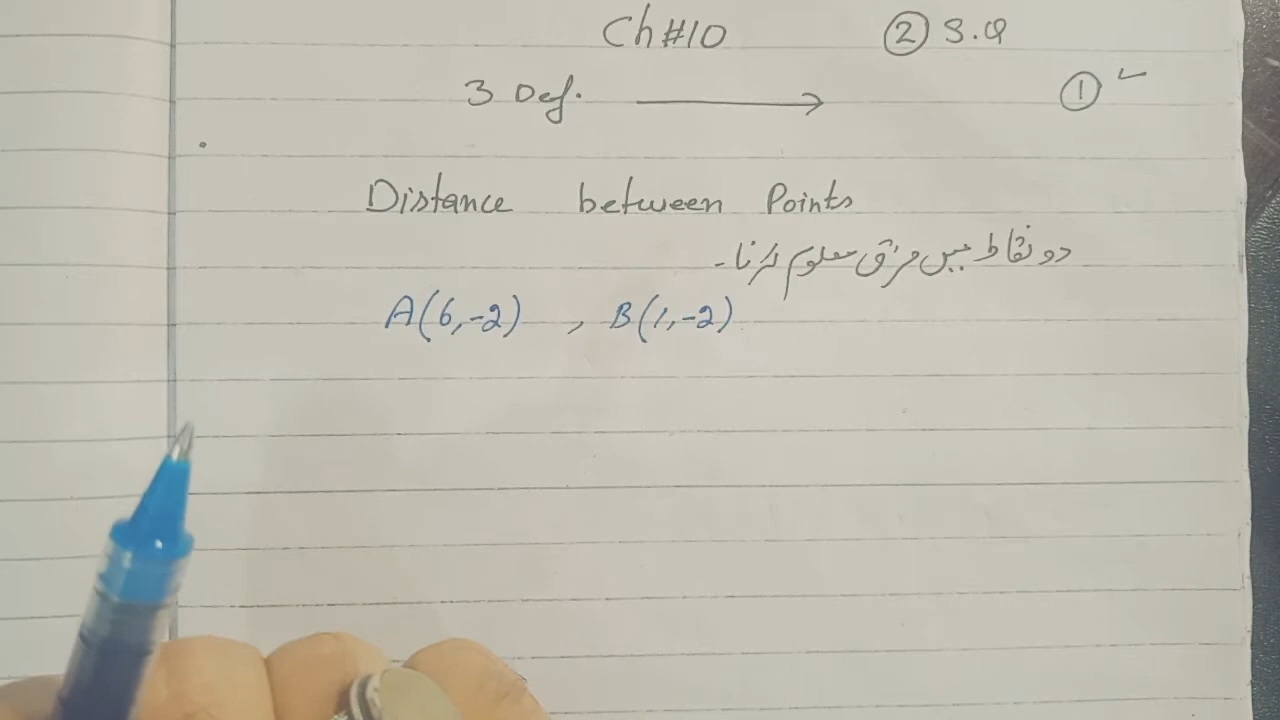 Ch#10 ② S.Q
3 Def. → ①✓
Distance between Points
دو نقاط میں فرق معلوم کرنا۔
A(6,-2) , B(1,-2)